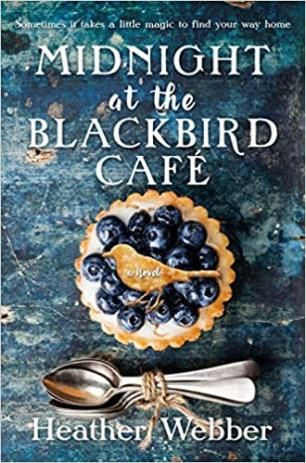 Sometimes it takes a little magic to find your way home
MIDNIGHT
at the
BLACKBIRD
CAFÉ
a novel
Heather Webber